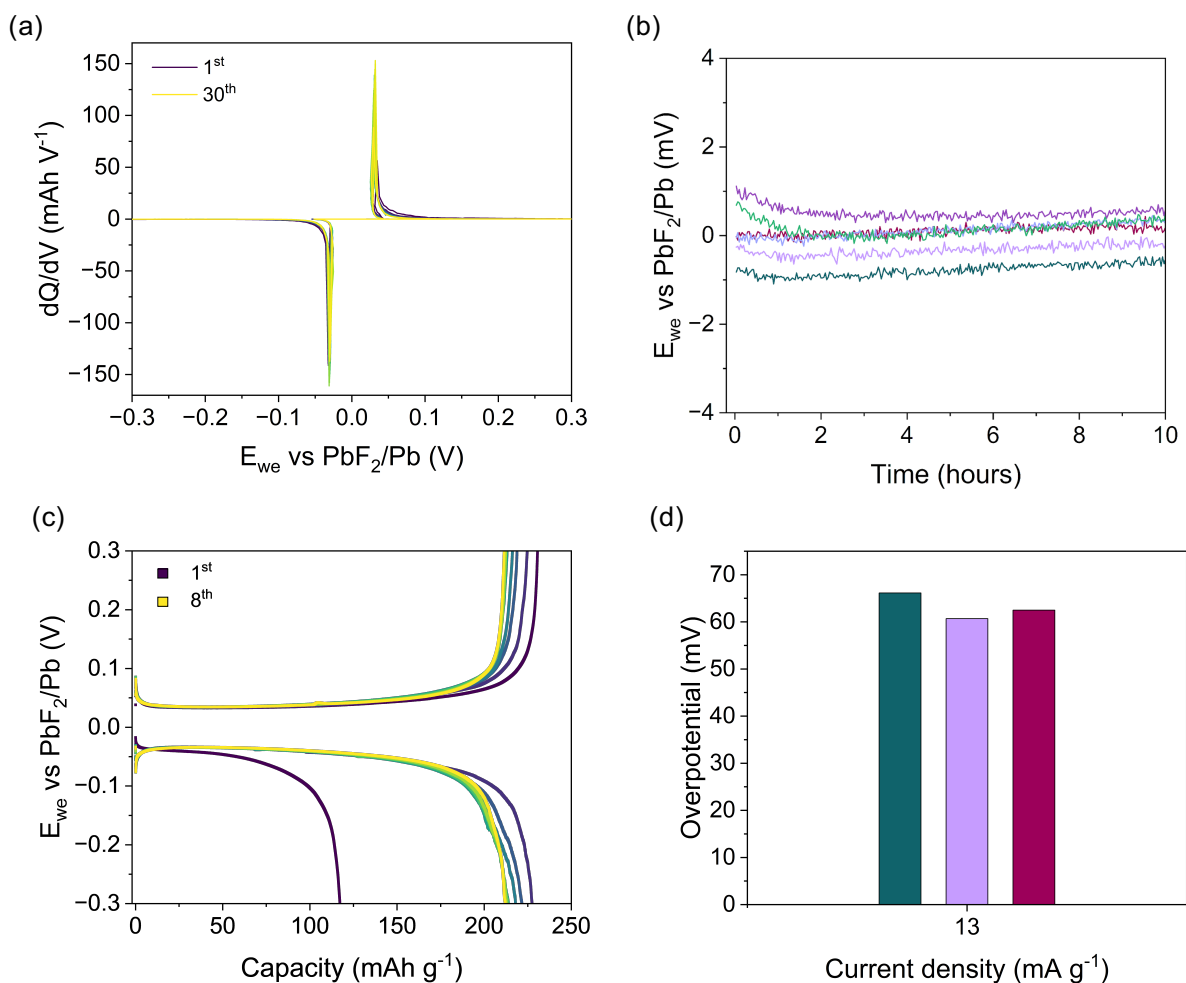 (a)
1st
30th
150
100
50
0
−50
−100
−150
dQ/dV (mAh V-1)
−0.3 −0.2 −0.1 0.0 0.1 0.2 0.3
Ewe vs PbF2/Pb (V)
(b)
4
2
0
−2
−4
Ewe vs PbF2/Pb (mV)
0 2 4 6 8 10
Time (hours)
(c)
1st
8th
0.3
0.2
0.1
0.0
−0.1
−0.2
−0.3
Ewe vs PbF2/Pb (V)
0 50 100 150 200 250
Capacity (mAh g-1)
(d)
70
60
50
40
30
20
10
0
Overpotential (mV)
13
Current density (mA g-1)